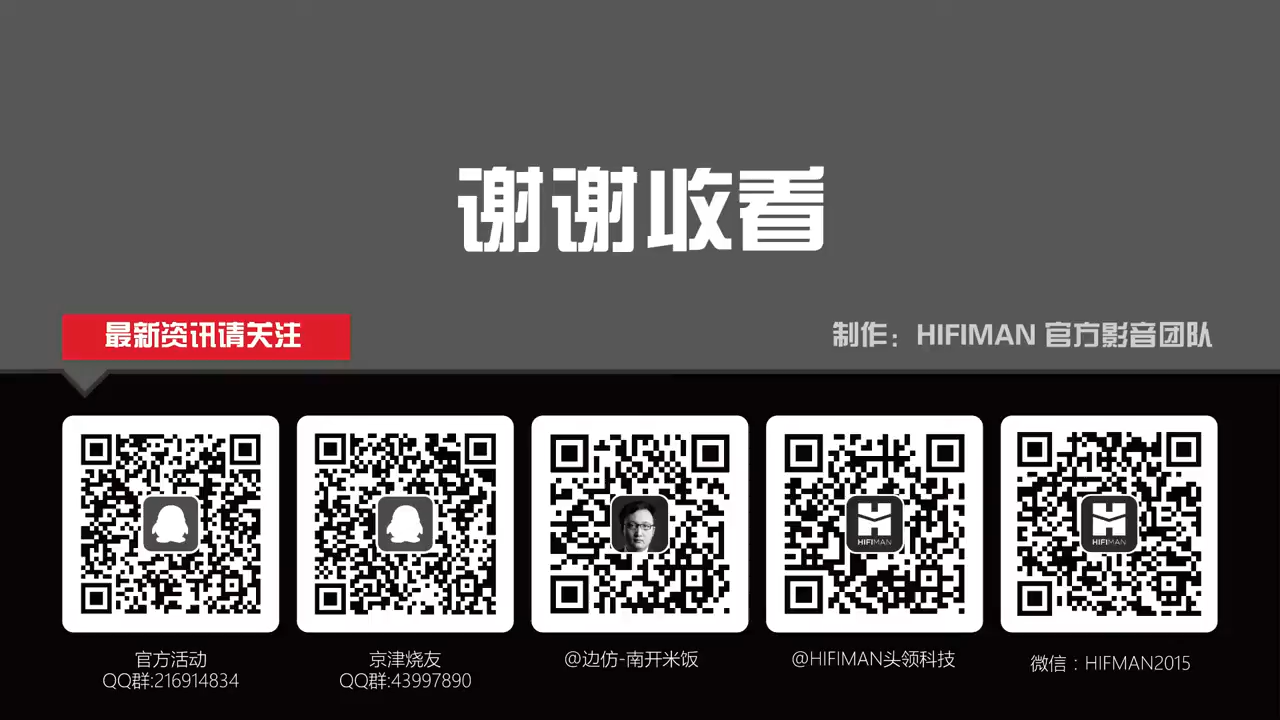 谢谢收看
最新资讯请关注
制作：HIFIMAN 官方影音团队
HIFIMAN
HIFIMAN
官方活动
QQ群:216914834
京津烧友
QQ群:43997890
@边仿-南开米饭
@HIFIMAN头领科技
微信：HIFMAN2015